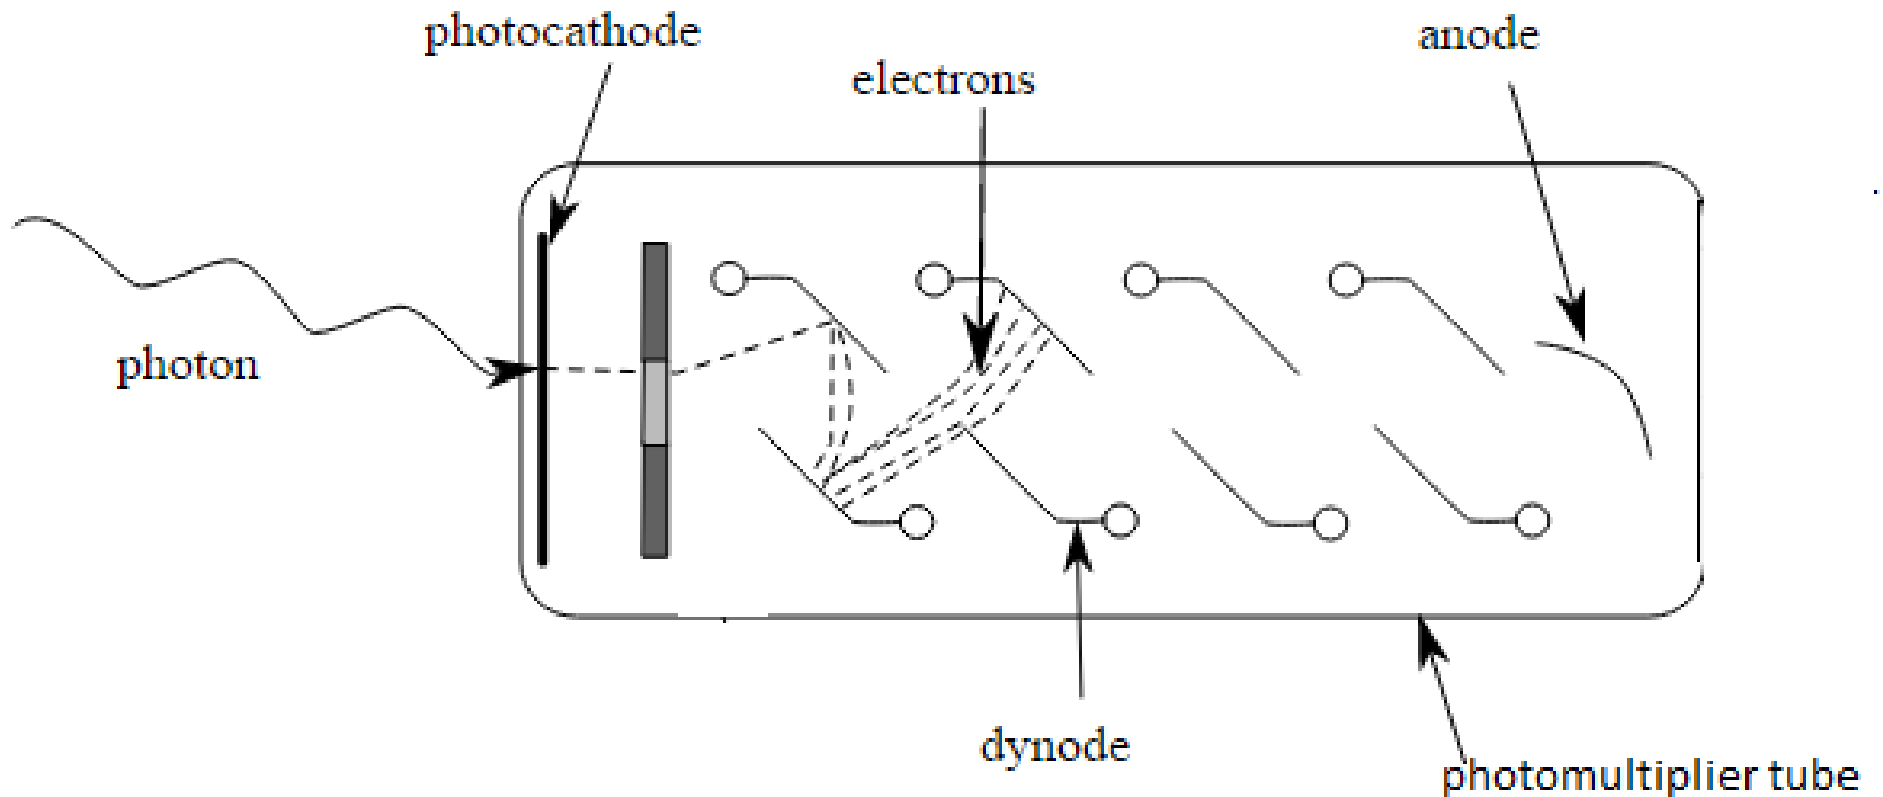 photocathode
anode
electrons
photon
dynode
photomultiplier tube